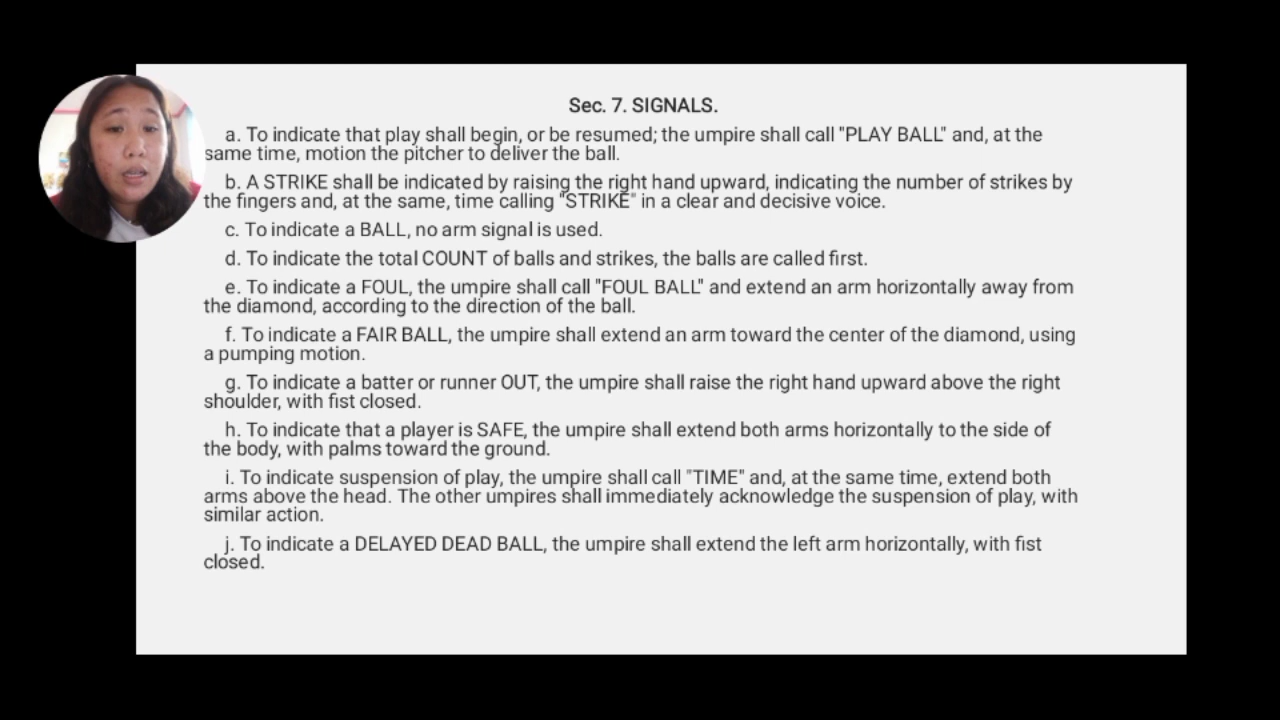 Sec. 7. SIGNALS.
a. To indicate that play shall begin, or be resumed; the umpire shall call "PLAY BALL" and, at the
same time, motion the pitcher to deliver the ball.
b. A STRIKE shall be indicated by raising the right hand upward, indicating the number of strikes by
the fingers and, at the same, time calling "STRIKE" in a clear and decisive voice.
c. To indicate a BALL, no arm signal is used.
d. To indicate the total COUNT of balls and strikes, the balls are called first.
e. To indicate a FOUL, the umpire shall call "FOUL BALL" and extend an arm horizontally away from
the diamond, according to the direction of the ball.
f. To indicate a FAIR BALL, the umpire shall extend an arm toward the center of the diamond, using
a pumping motion.
g. To indicate a batter or runner OUT, the umpire shall raise the right hand upward above the right
shoulder, with fist closed.
h. To indicate that a player is SAFE, the umpire shall extend both arms horizontally to the side of
the body, with palms toward the ground.
i. To indicate suspension of play, the umpire shall call "TIME" and, at the same time, extend both
arms above the head. The other umpires shall immediately acknowledge the suspension of play, with
similar action.
j. To indicate a DELAYED DEAD BALL, the umpire shall extend the left arm horizontally, with fist
closed.